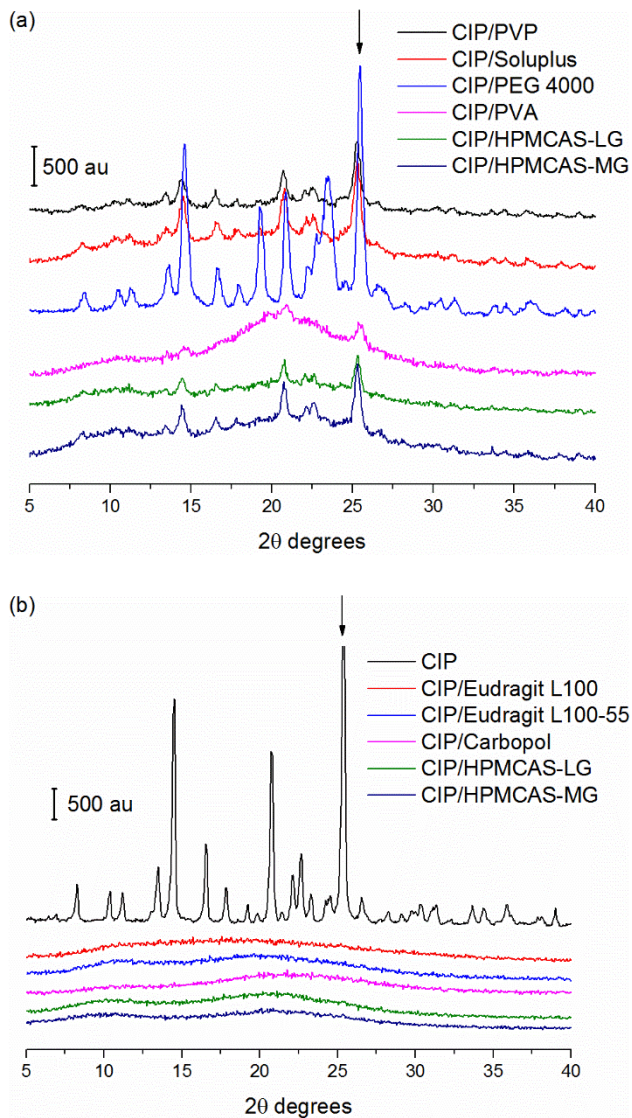 (a)
CIP/PVP
CIP/Soluplus
CIP/PEG 4000
CIP/PVA
CIP/HPMCAS-LG
CIP/HPMCAS-MG
500 au
5 10 15 20 25 30 35 40
2θ degrees
(b)
CIP
CIP/Eudragit L100
CIP/Eudragit L100-55
CIP/Carbopol
CIP/HPMCAS-LG
CIP/HPMCAS-MG
500 au
5 10 15 20 25 30 35 40
2θ degrees